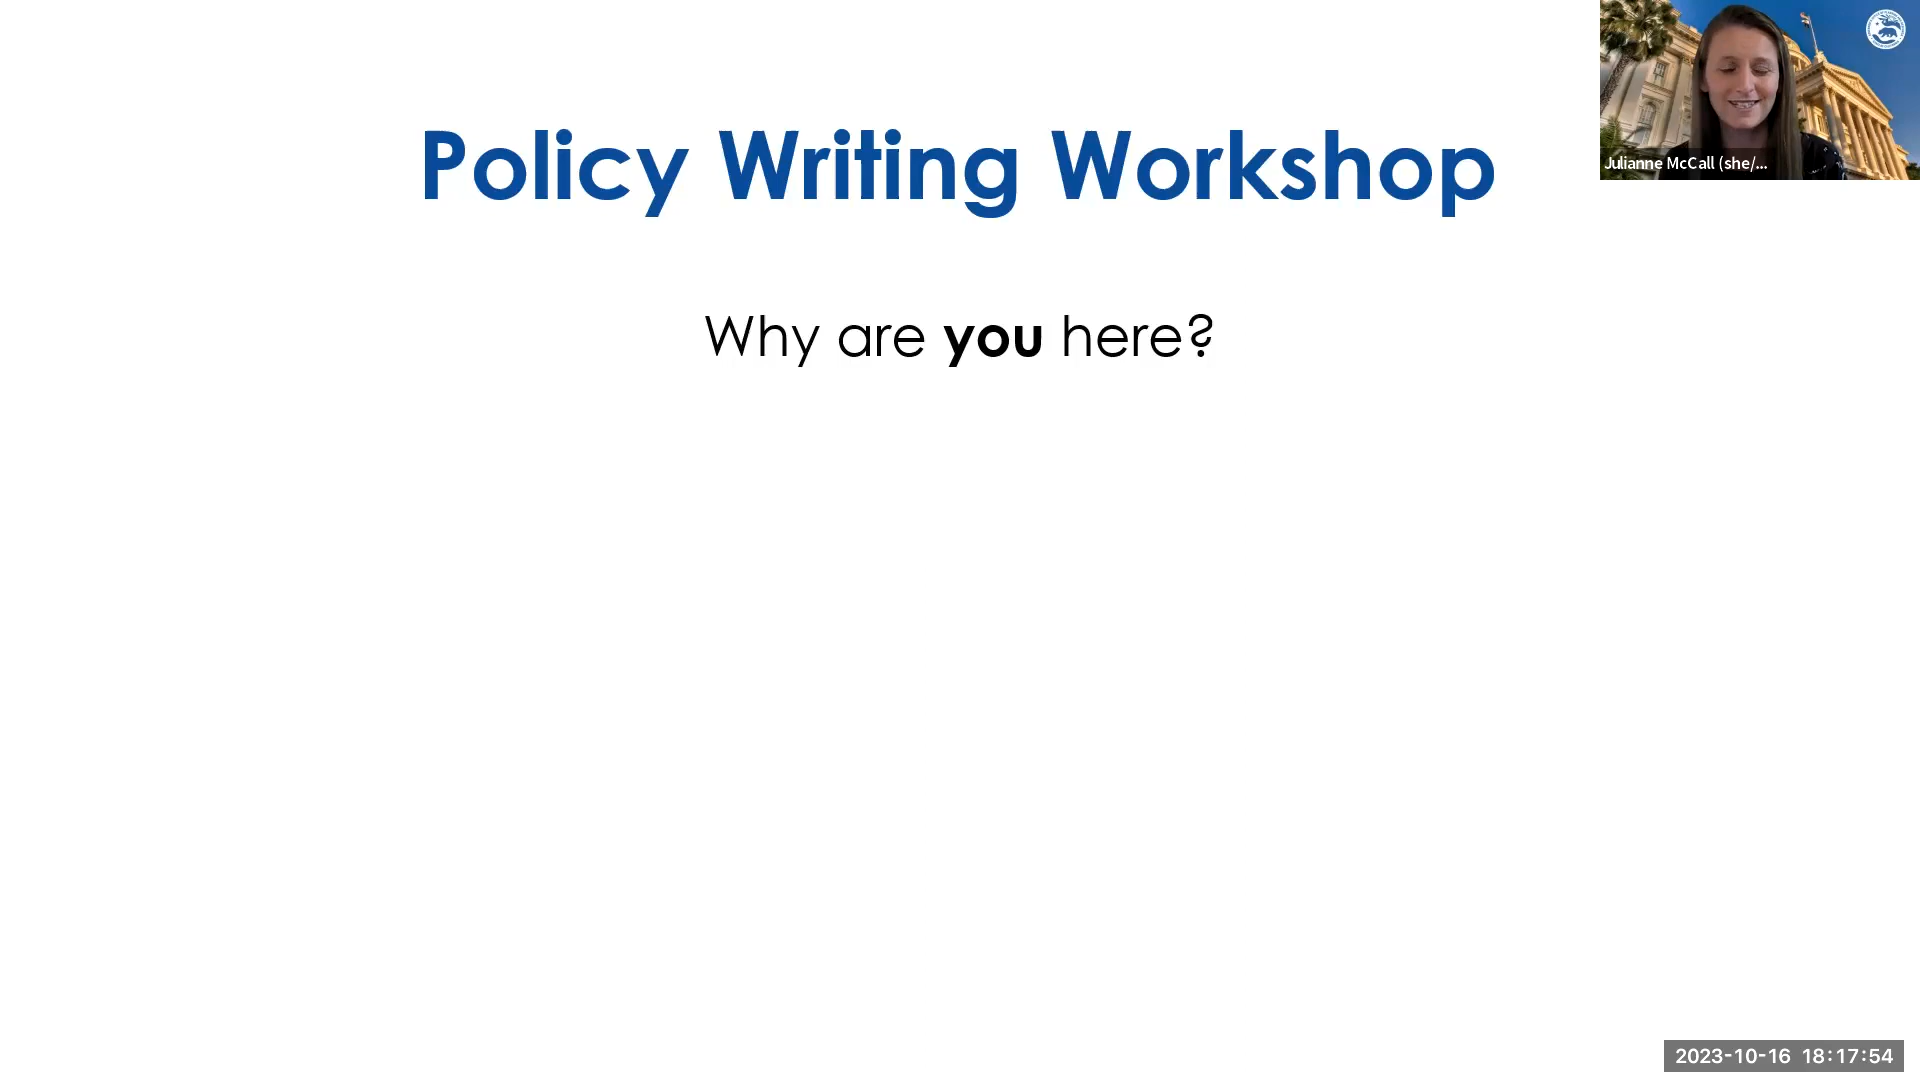 Policy Writing Workshop
Why are you here?
Julianne McCall (she/...
2023-10-16 18:17:54